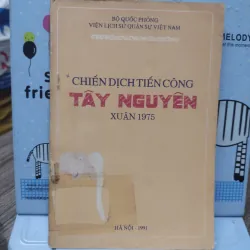 BỘ QUỐC PHÒNG
VIỆN LỊCH SỬ QUÂN SỰ VIỆT NAM
CHIẾN DỊCH TIẾN CÔNG
TÂY NGUYÊN
XUÂN 1975
HÀ NỘI - 1991
MELODY